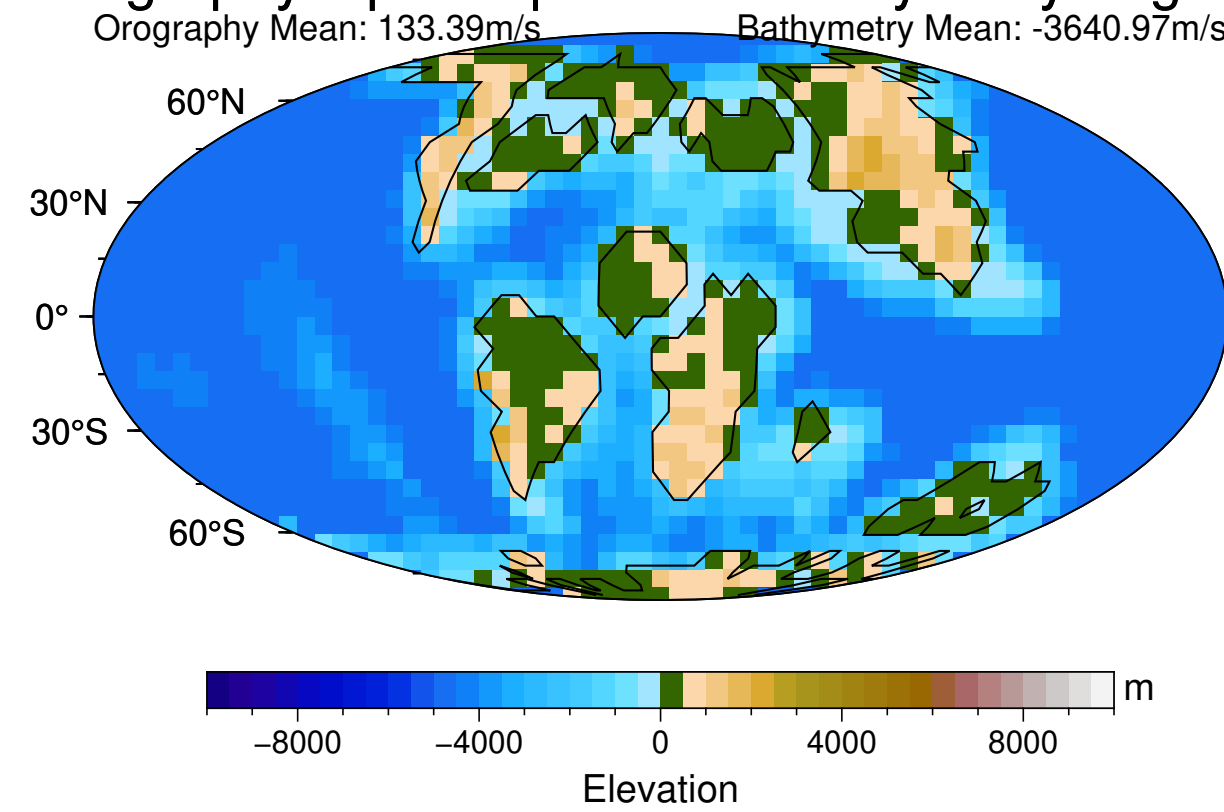 Orography Mean: 133.39m/s Bathymetry Mean: -3640.97m/s
60°N
30°N
0°
30°S
60°S
m
−8000 −4000 0 4000 8000
Elevation